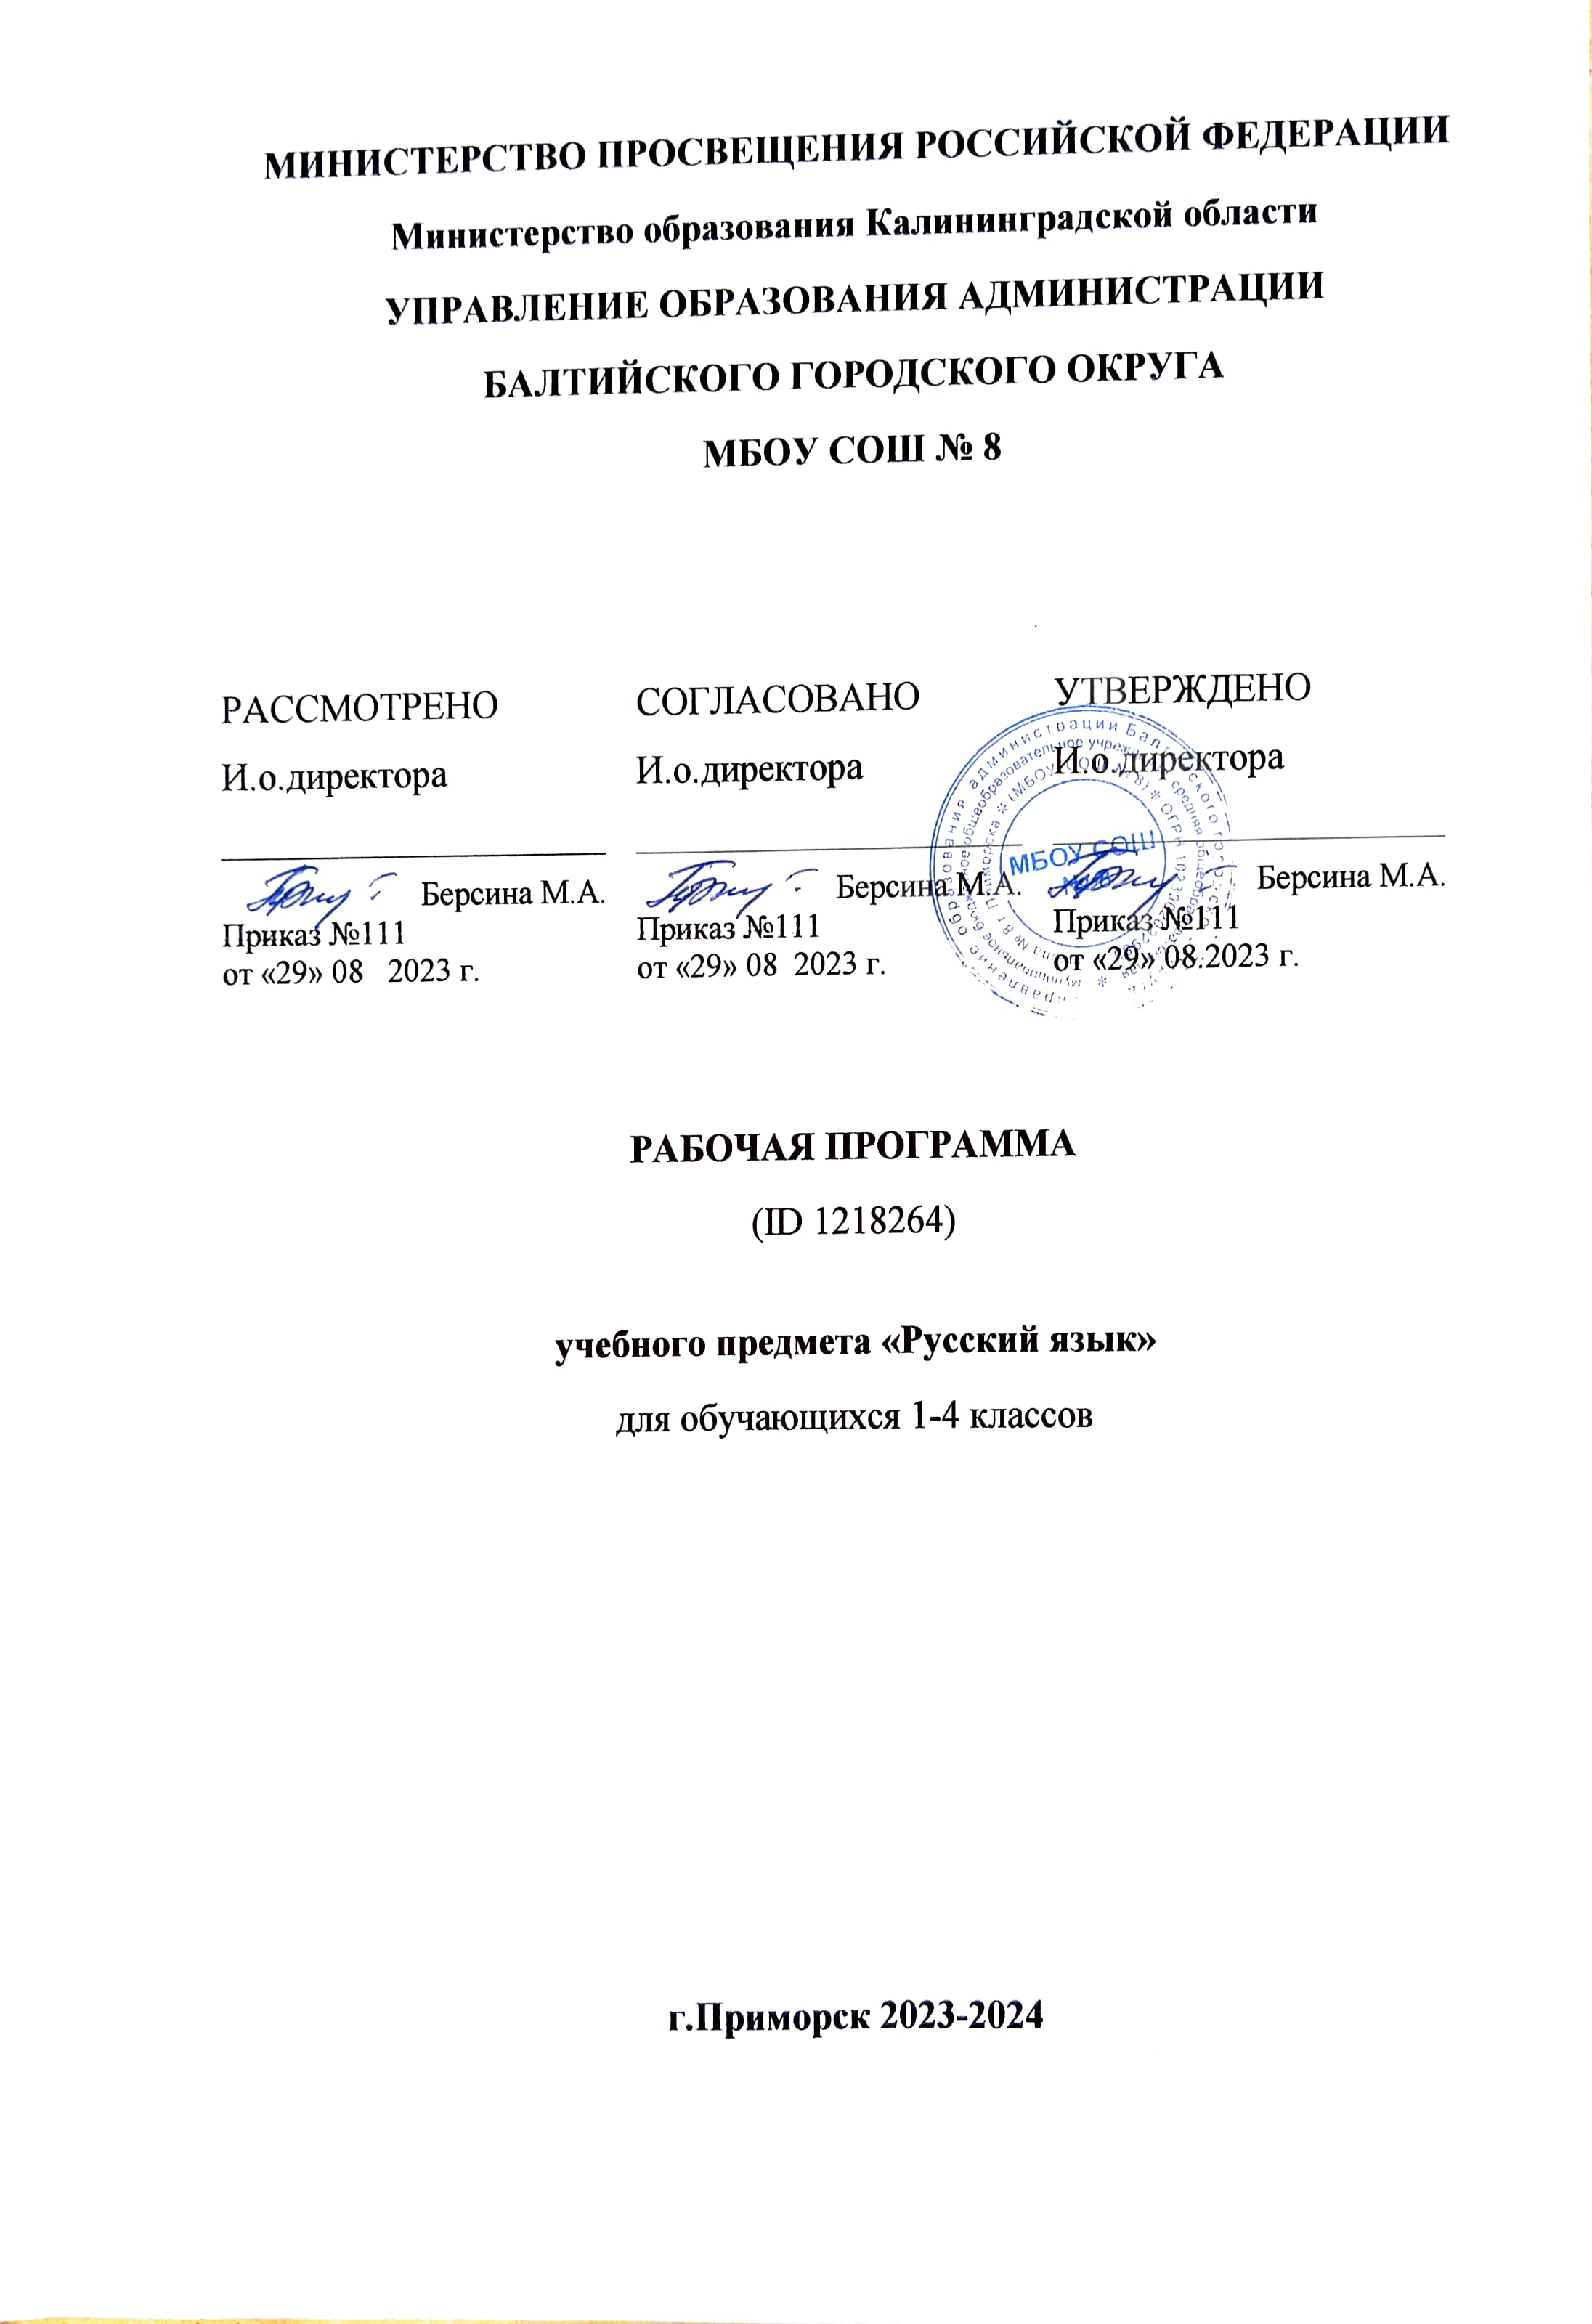 МИНИСТЕРСТВО ПРОСВЕЩЕНИЯ РОССИЙСКОЙ ФЕДЕРАЦИИ
Министерство образования Калининградской области
УПРАВЛЕНИЕ ОБРАЗОВАНИЯ АДМИНИСТРАЦИИ
БАЛТИЙСКОГО ГОРОДСКОГО ОКРУГА
МБОУ СОШ № 8
РАССМОТРЕНО
И.о.директора
Берсина М.А.
Приказ №111
от «29» 08 2023 г.
СОГЛАСОВАНО
И.о.директора
Берсина М.А.
Приказ №111
от «29» 08 2023 г.
УТВЕРЖДЕНО
И.о.директора
Берсина М.А.
Приказ №111
от «29» 08.2023 г.
МБОУ СОШ
РАБОЧАЯ ПРОГРАММА
(ID 1218264)
учебного предмета «Русский язык»
для обучающихся 1-4 классов
г.Приморск 2023-2024